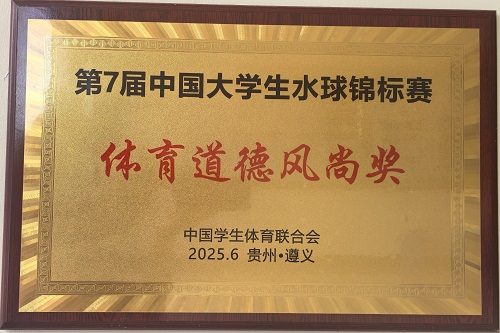 第7届中国大学生水球锦标赛
体育道德风尚奖
中国学生体育联合会
2025.6 贵州•遵义